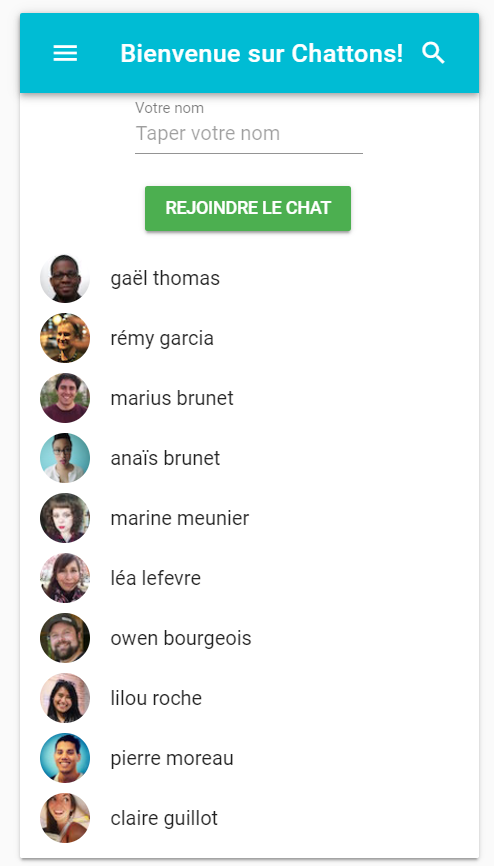 Bienvenue sur Chattons!
Votre nom
Taper votre nom
REJOINDRE LE CHAT
gaël thomas
rémy garcia
marius brunet
anaïs brunet
marine meunier
léa lefevre
owen bourgeois
lilou roche
pierre moreau
claire guillot